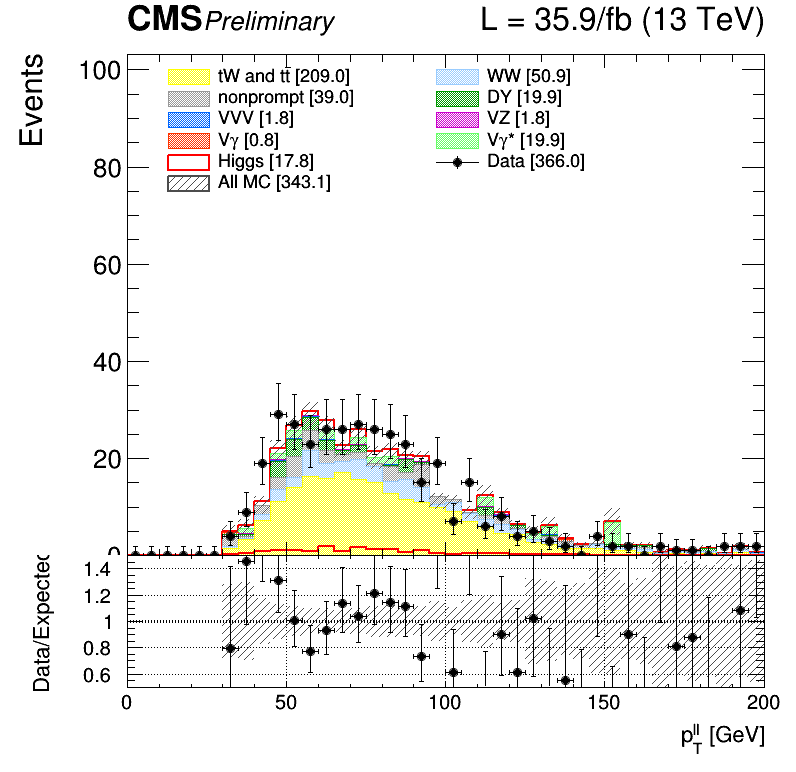 CMS Preliminary L = 35.9/fb (13 TeV)
Events
100
80
60
40
20
0
tW and tt̄ [209.0]
nonprompt [39.0]
VVV [1.8]
Vγ [0.8]
Higgs [17.8]
All MC [343.1]
WW [50.9]
DY [19.9]
VZ [1.8]
Vγ* [19.9]
Data [366.0]
Data/Expected
1.4
1.2
1
0.8
0.6
0 50 100 150 200
p_T^ll [GeV]